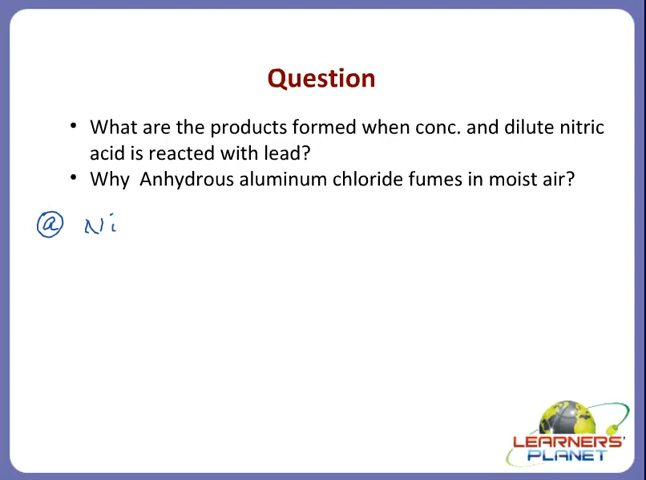 Question
• What are the products formed when conc. and dilute nitric
acid is reacted with lead?
• Why Anhydrous aluminum chloride fumes in moist air?
ⓐ Ni
LEARNERS'
PLANET